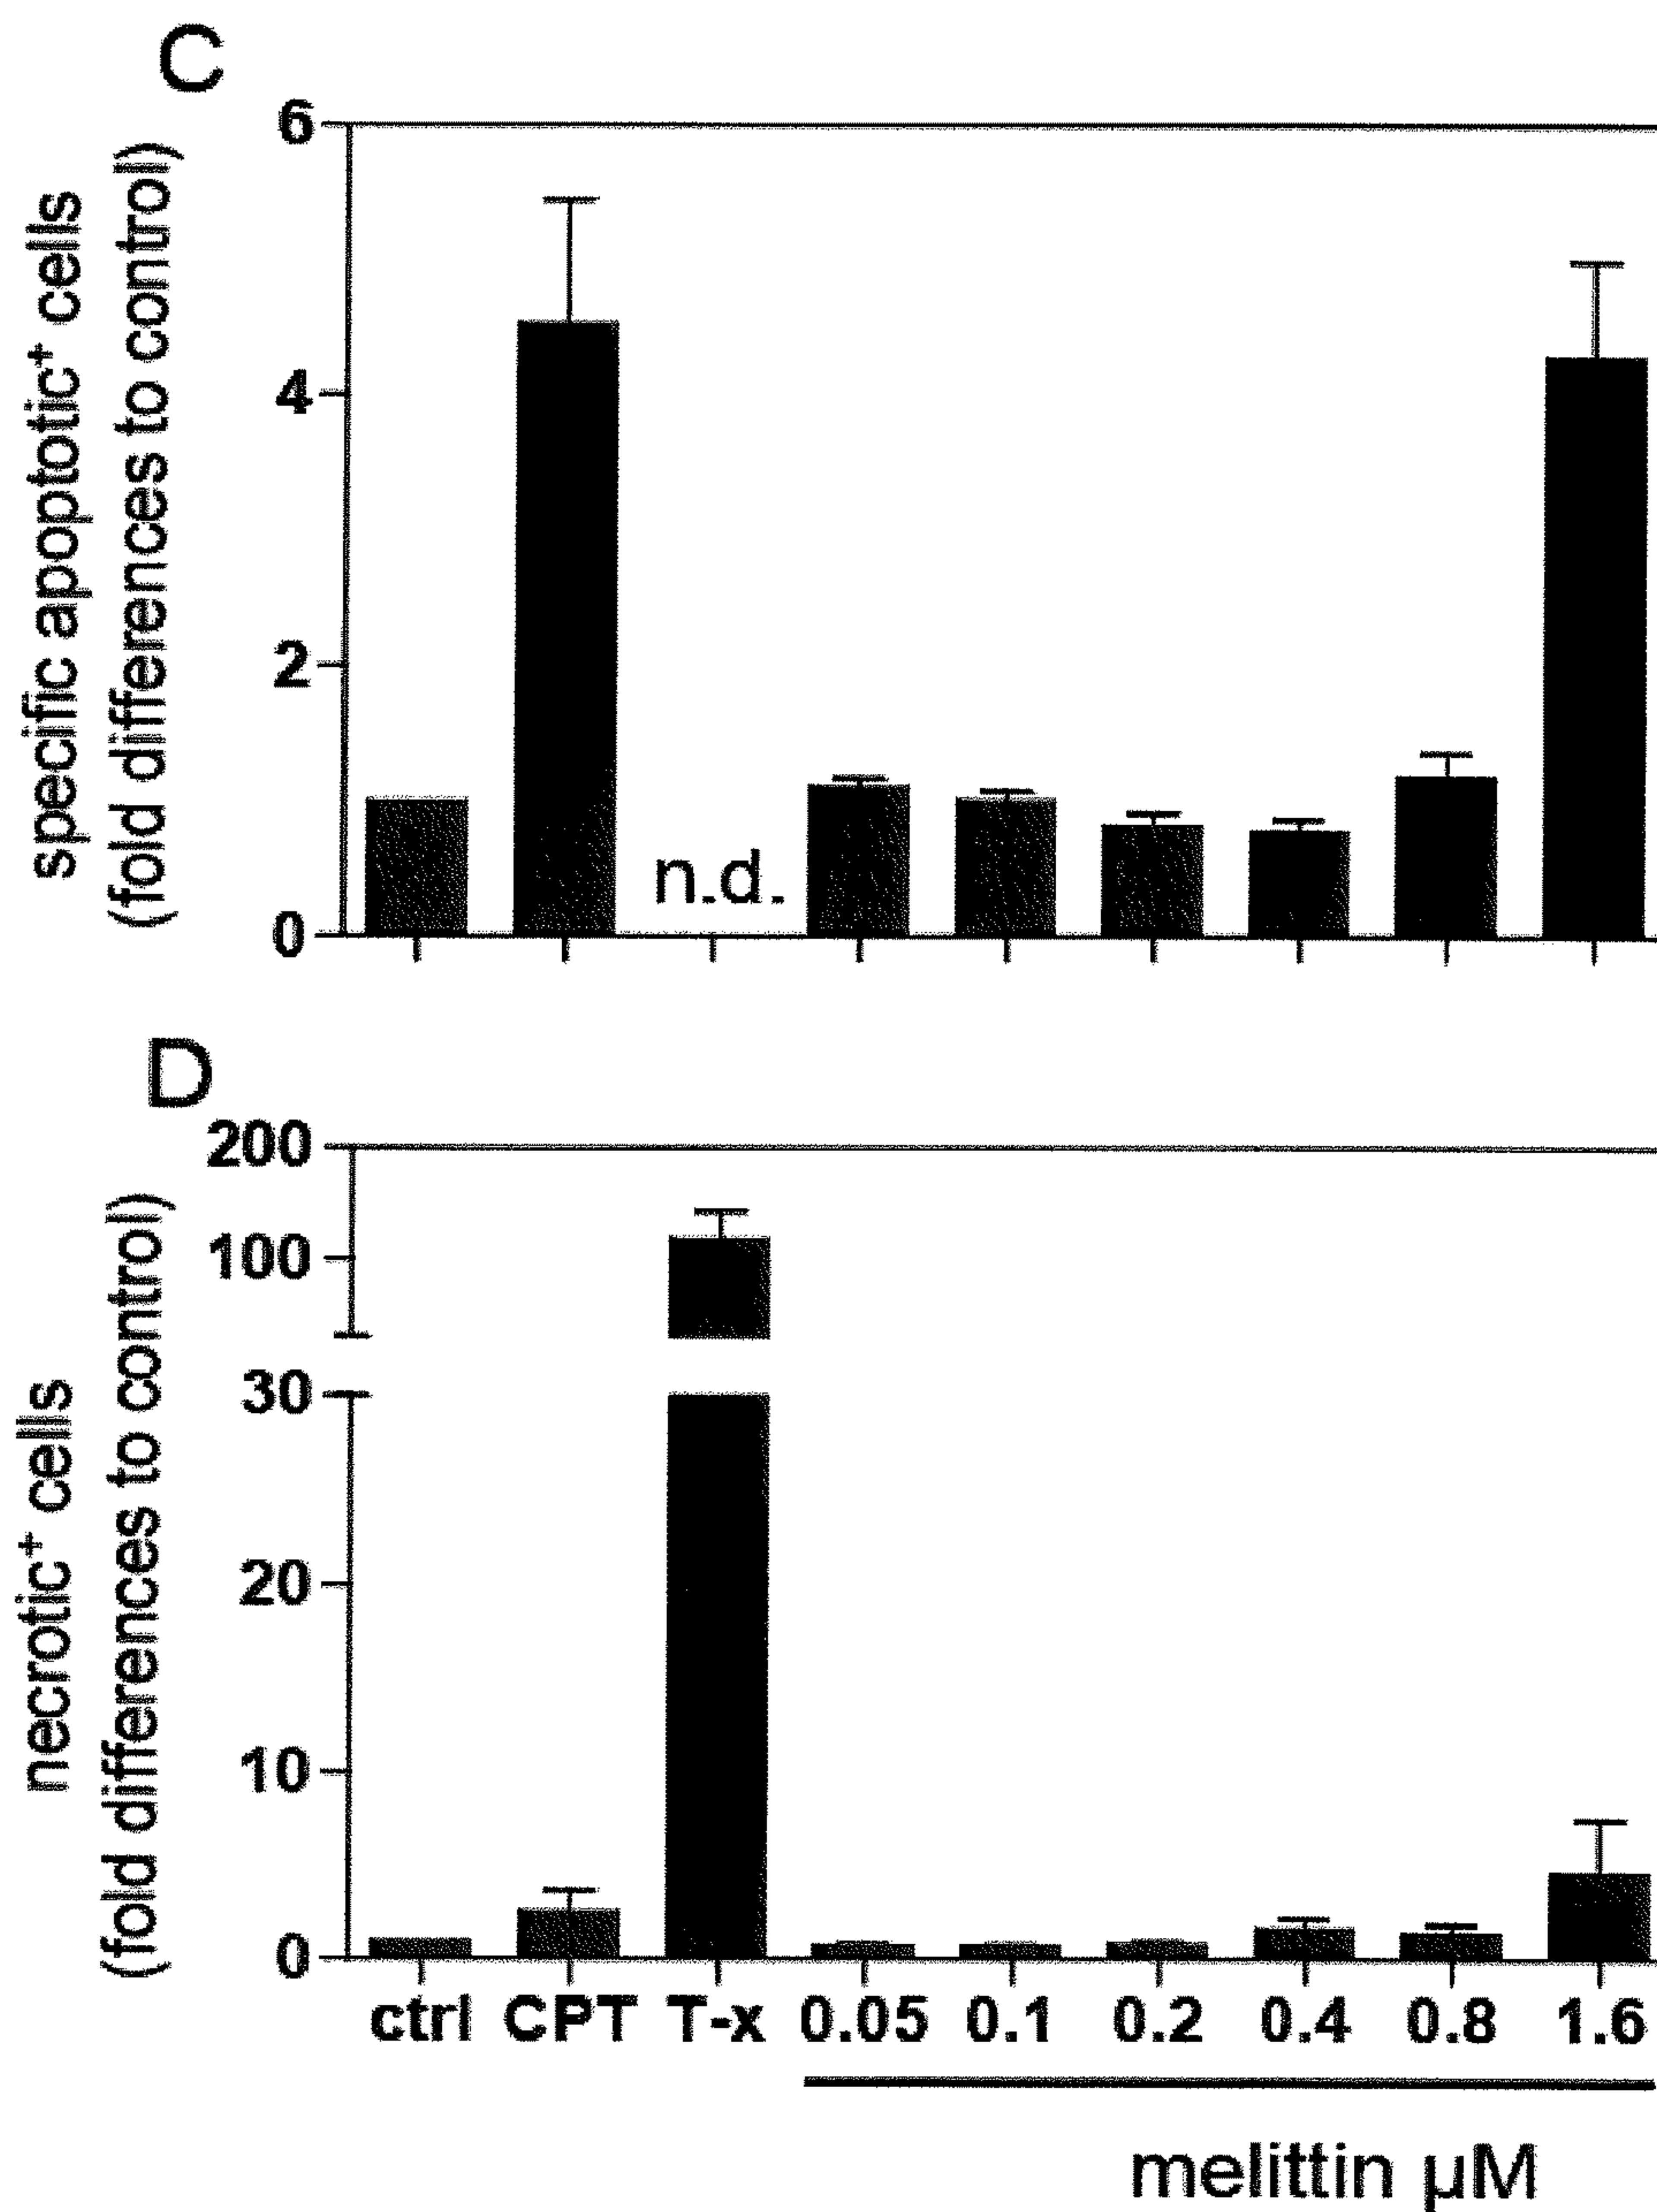 C
specific apoptotic⁺ cells
(fold differences to control)
6
4
2
0
n.d.
D
necrotic⁺ cells
(fold differences to control)
200
100
30
20
10
0
ctrl CPT T-x 0.05 0.1 0.2 0.4 0.8 1.6
melittin µM